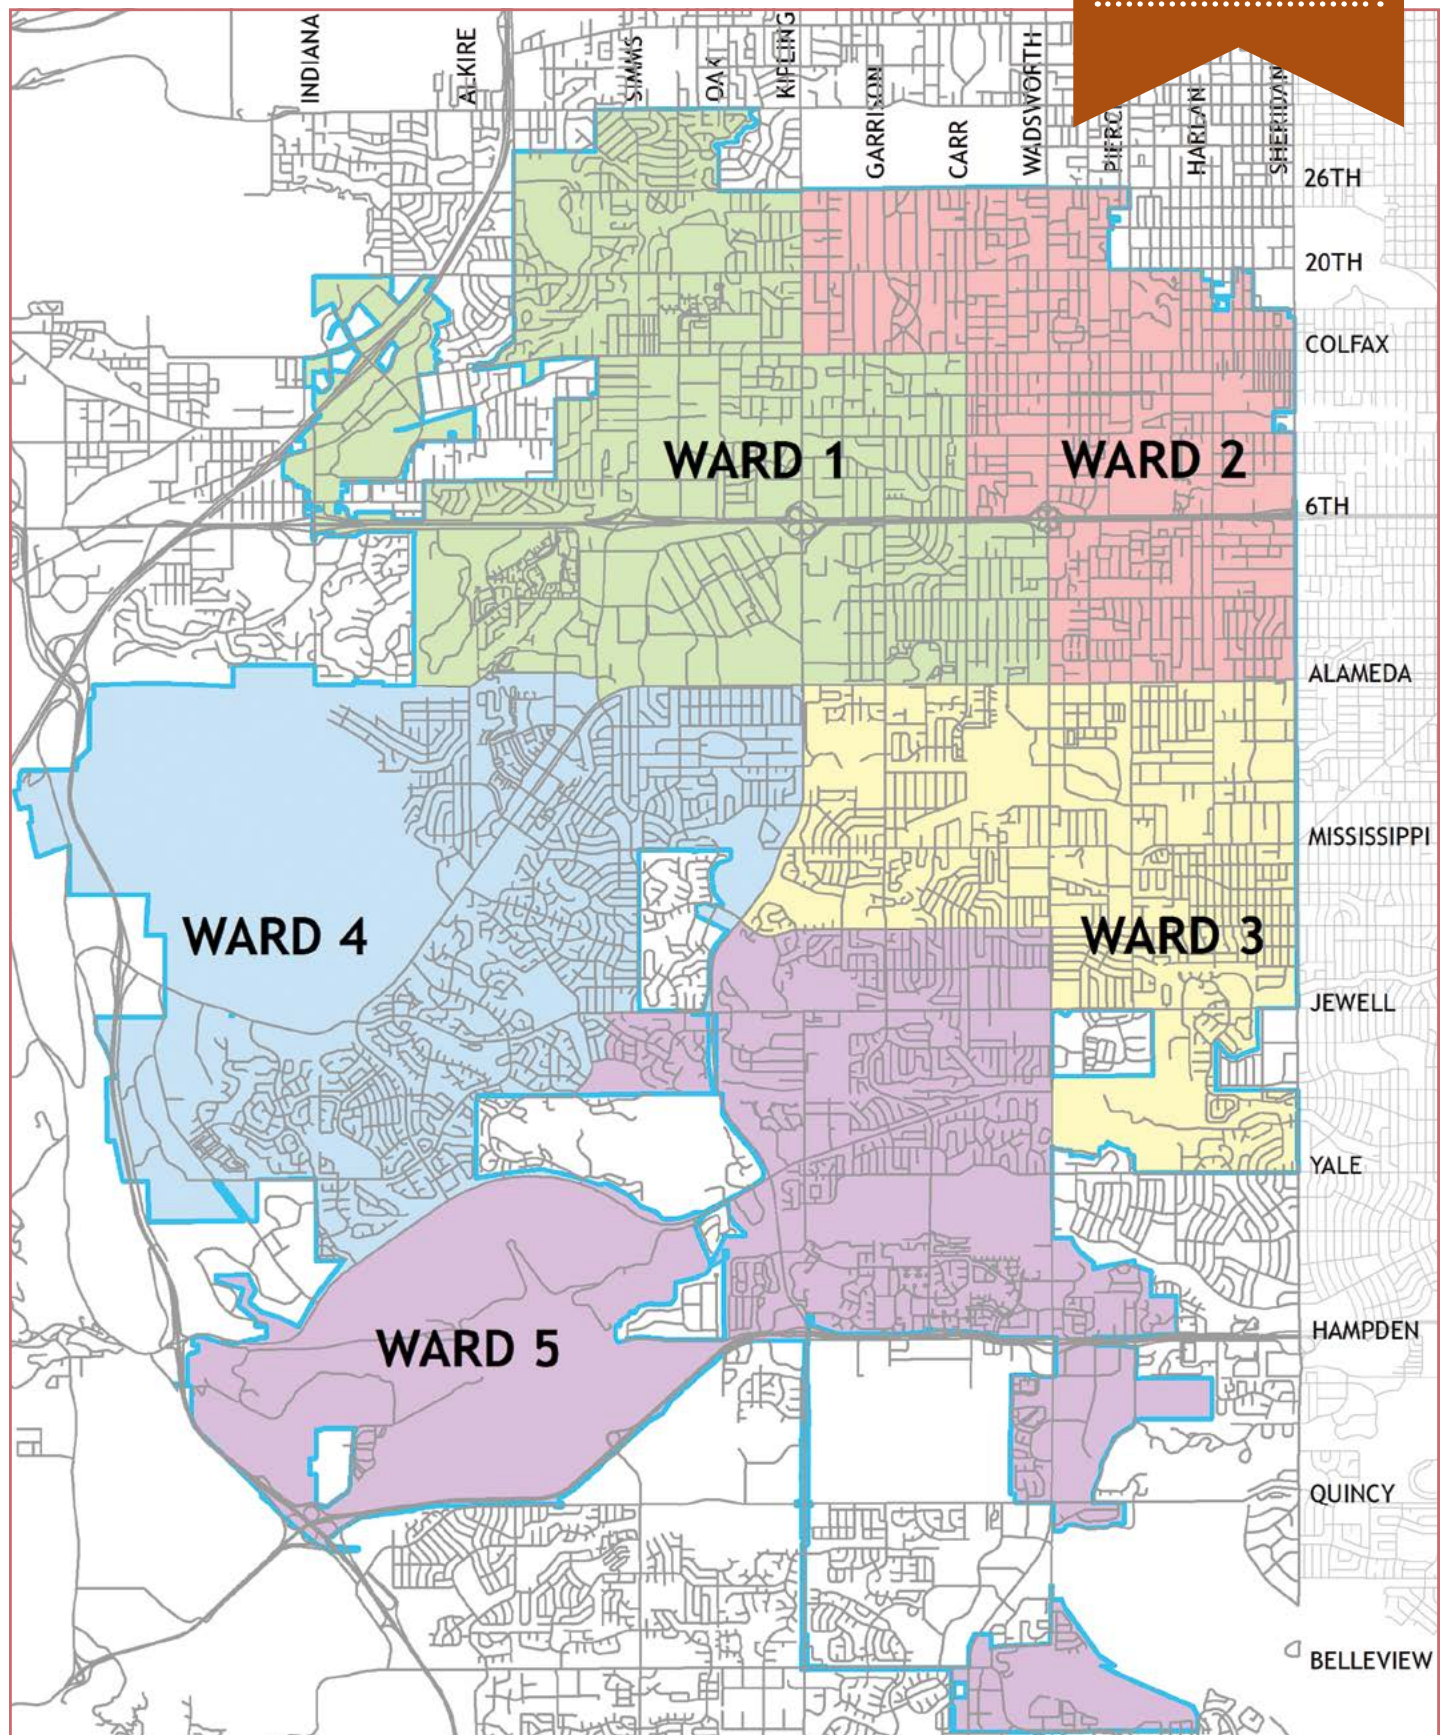 INDIANA
ALKIRE
SIMMS
OAK
KIPLING
GARRISON
CARR
WADSWORTH
PIERCE
HARLAN
SHERIDAN
26TH
20TH
COLFAX
WARD 1
WARD 2
6TH
ALAMEDA
MISSISSIPPI
WARD 4
WARD 3
JEWELL
YALE
HAMPDEN
WARD 5
QUINCY
BELLEVIEW